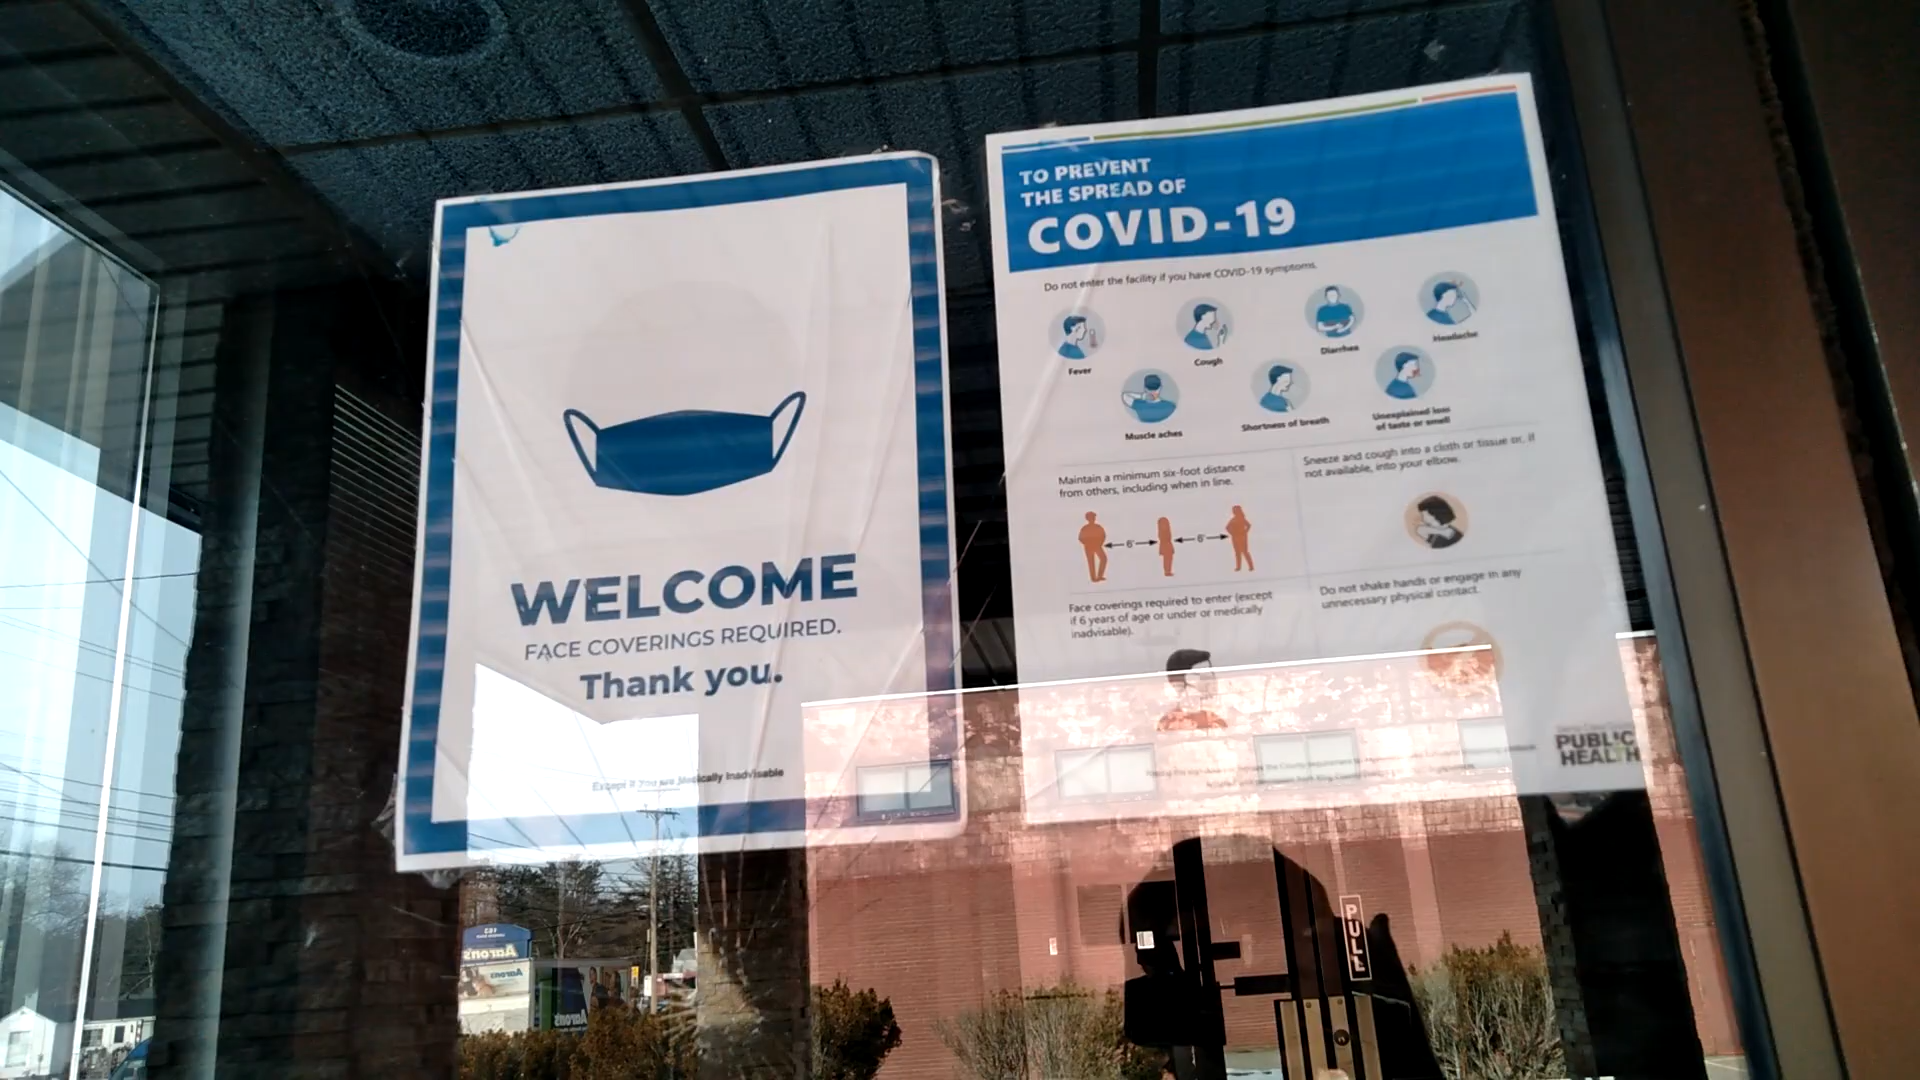 WELCOME
FACE COVERINGS REQUIRED.
Thank you.
Except if You are Medically Inadvisable
TO PREVENT
THE SPREAD OF
COVID-19
Do not enter the facility if you have COVID-19 symptoms.
Fever
Cough
Diarrhea
Headache
Muscle aches
Shortness of breath
Unexplained loss
of taste or smell
Maintain a minimum six-foot distance
from others, including when in line.
6'
6'
Sneeze and cough into a cloth or tissue or, if
not available, into your elbow.
Face coverings required to enter (except
if 6 years of age or under or medically
inadvisable).
Do not shake hands or engage in any
unnecessary physical contact.
PUBLIC
HEALTH
PULL
163
Aaron's
Aaron's
Aaron's